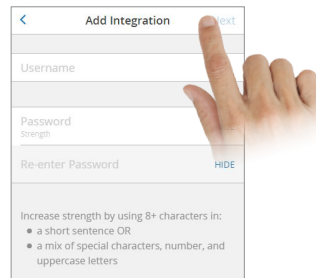 Add Integration
Username
Password
Strength
Re-enter Password HIDE
Increase strength by using 8+ characters in:
a short sentence OR
a mix of special characters, number, and
uppercase letters